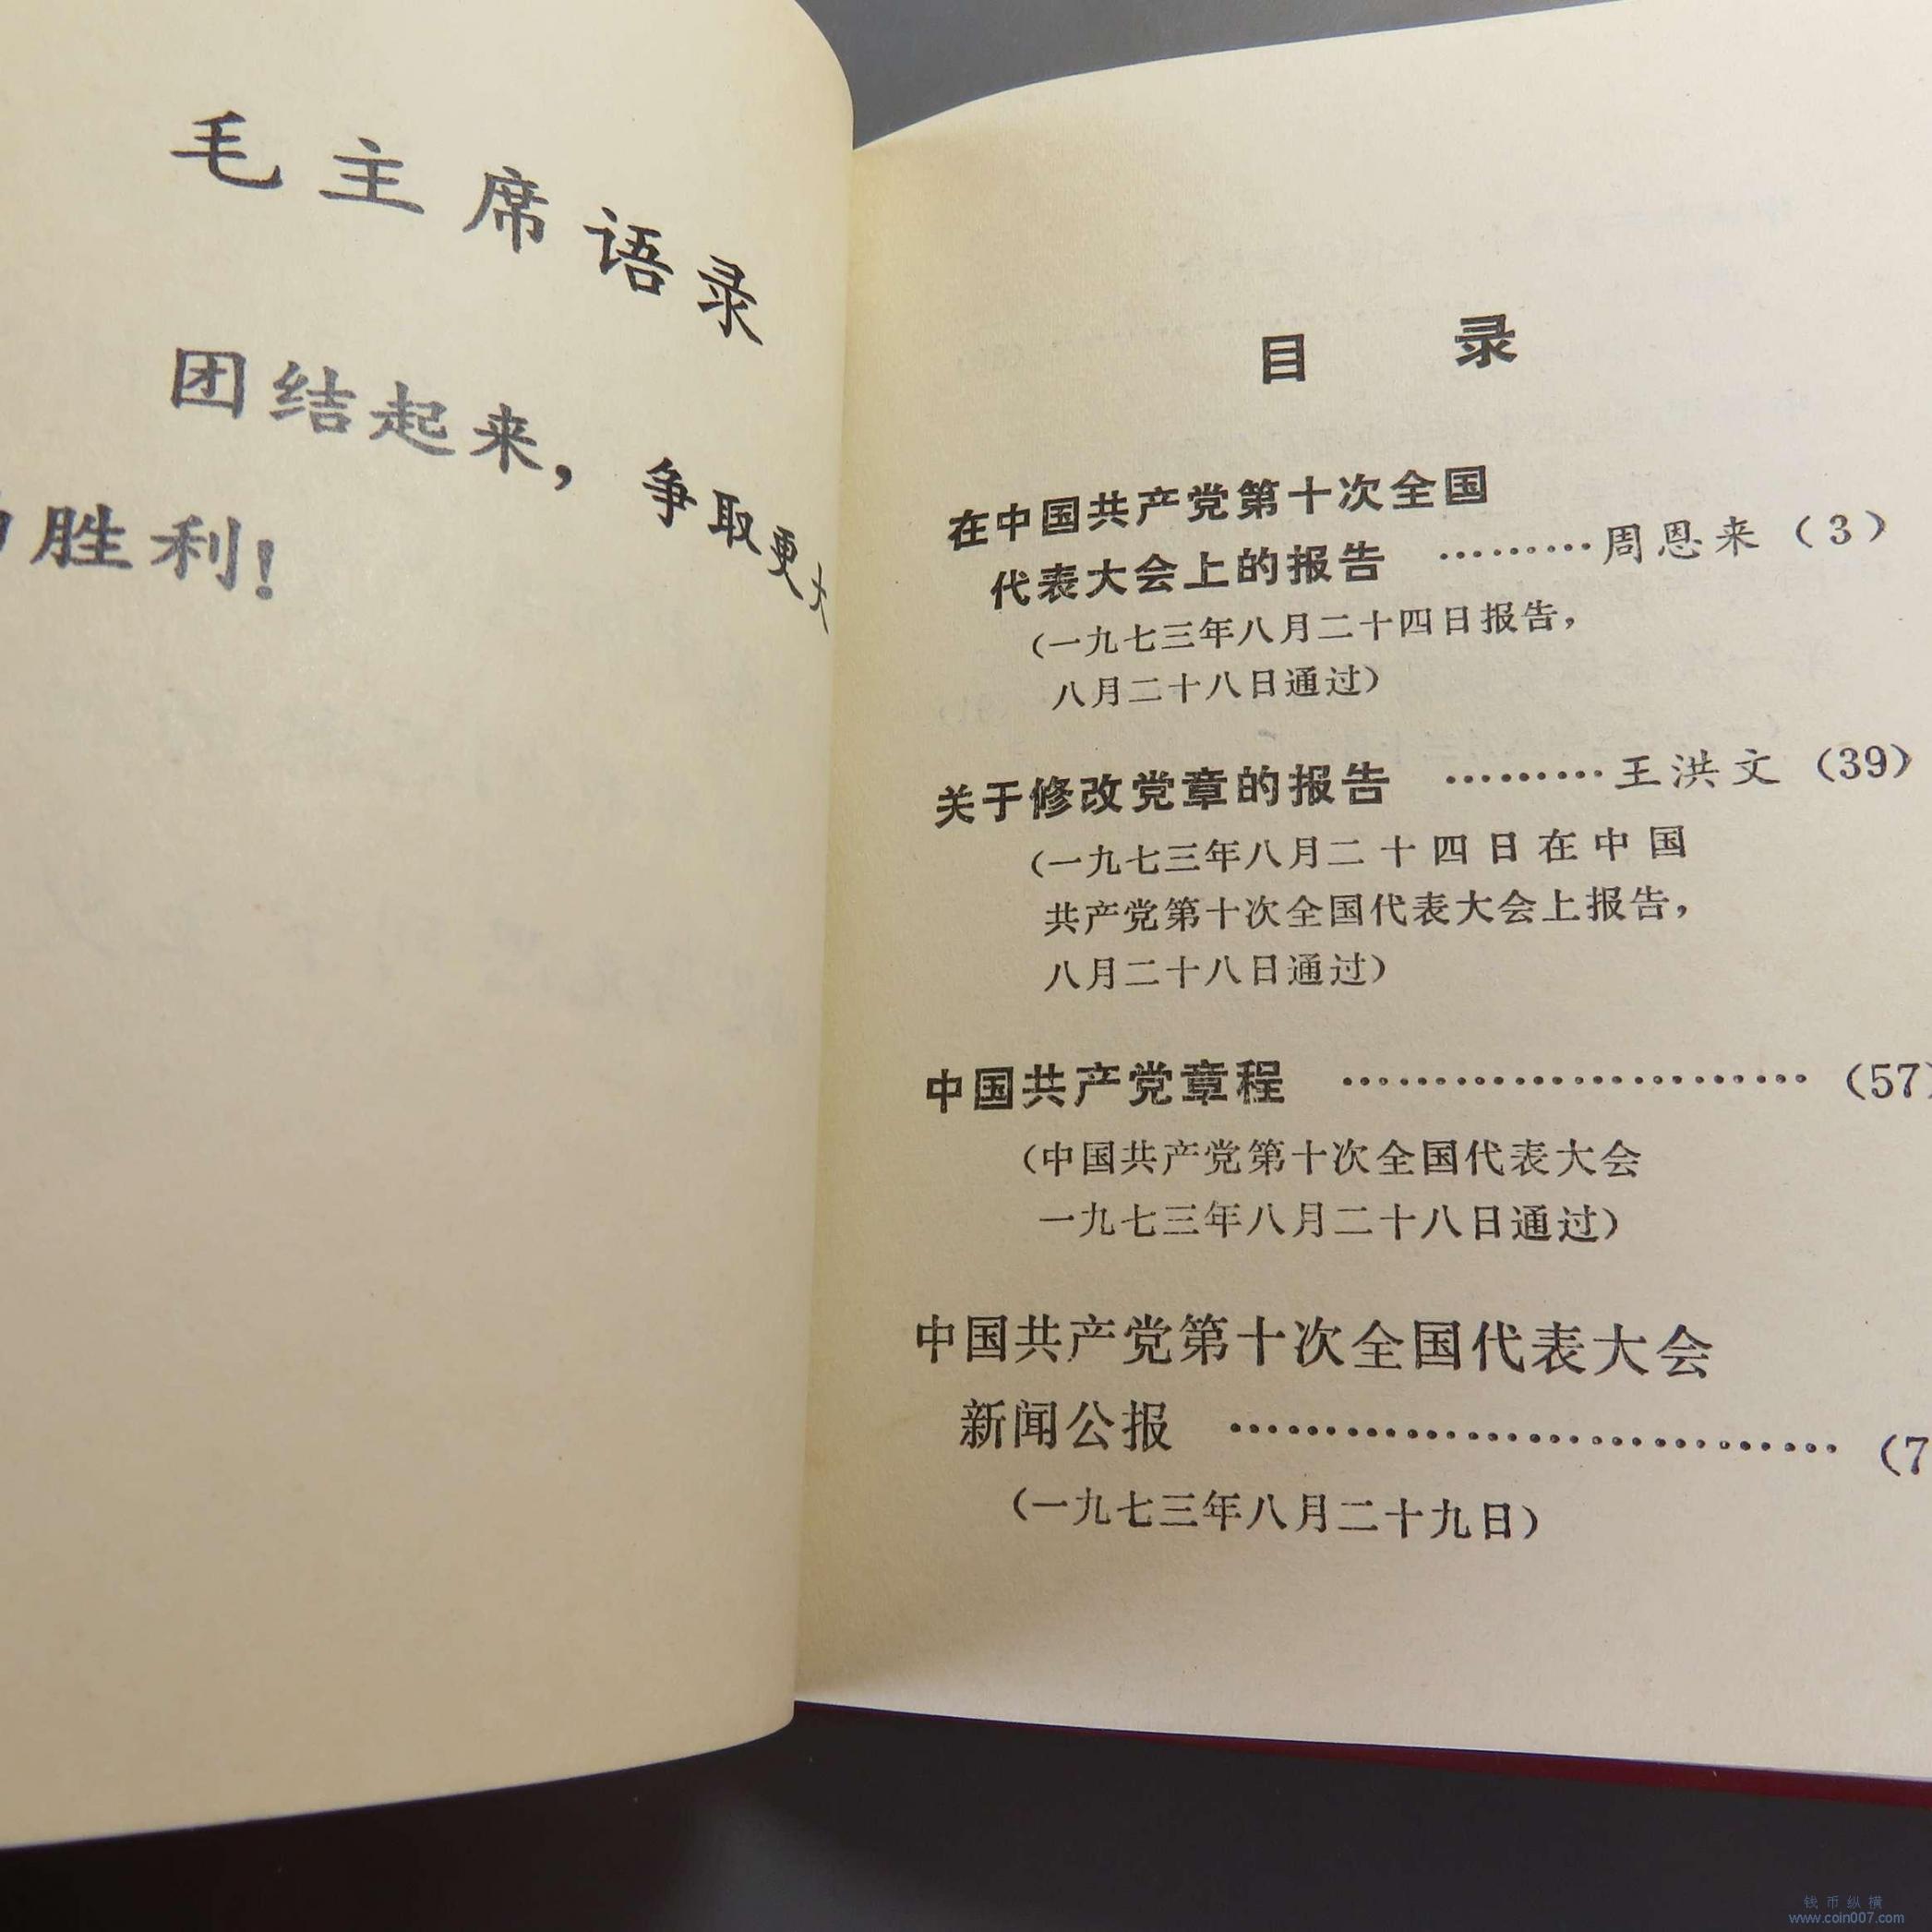 毛主席语录
团结起来，争取更大
胜利！
目 录
在中国共产党第十次全国
代表大会上的报告 ………周恩来（3）
（一九七三年八月二十四日报告，
八月二十八日通过）
关于修改党章的报告 ………王洪文（39）
（一九七三年八月二十四日在中国
共产党第十次全国代表大会上报告，
八月二十八日通过）
中国共产党章程 ……………………（57）
（中国共产党第十次全国代表大会
一九七三年八月二十八日通过）
中国共产党第十次全国代表大会
新闻公报 ……………………………（7
（一九七三年八月二十九日）
钱币纵横
www.coin007.com